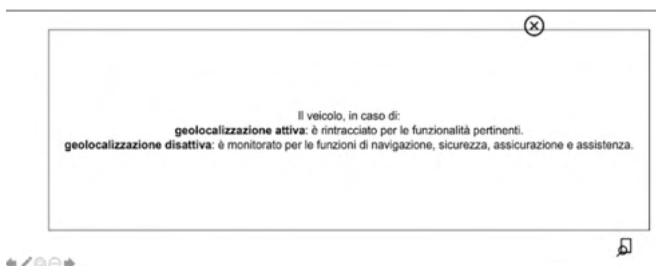 Il veicolo, in caso di:
geolocalizzazione attiva: è rintracciato per le funzionalità pertinenti.
geolocalizzazione disattiva: è monitorato per le funzioni di navigazione, sicurezza, assicurazione e assistenza.